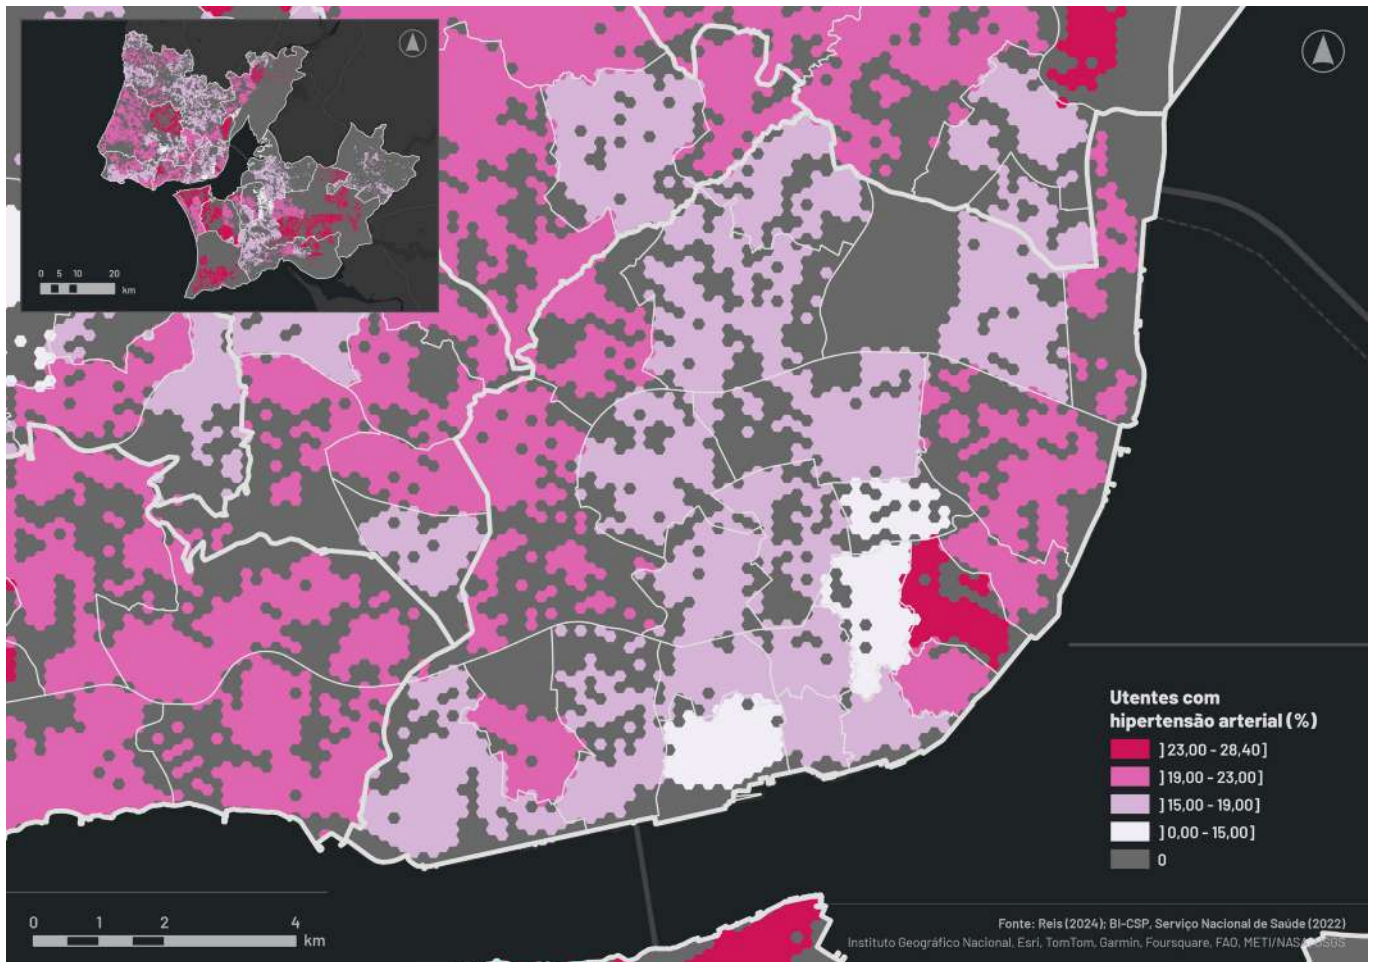 0 5 10 20
km
Utentes com
hipertensão arterial (%)
] 23,00 - 28,40]
] 19,00 - 23,00]
] 15,00 - 19,00]
] 0,00 - 15,00]
0
0 1 2 4
km
Fonte: Reis (2024); BI-CSP, Serviço Nacional de Saúde (2022)
Instituto Geográfico Nacional, Esri, TomTom, Garmin, Foursquare, FAO, METI/NASA, USGS